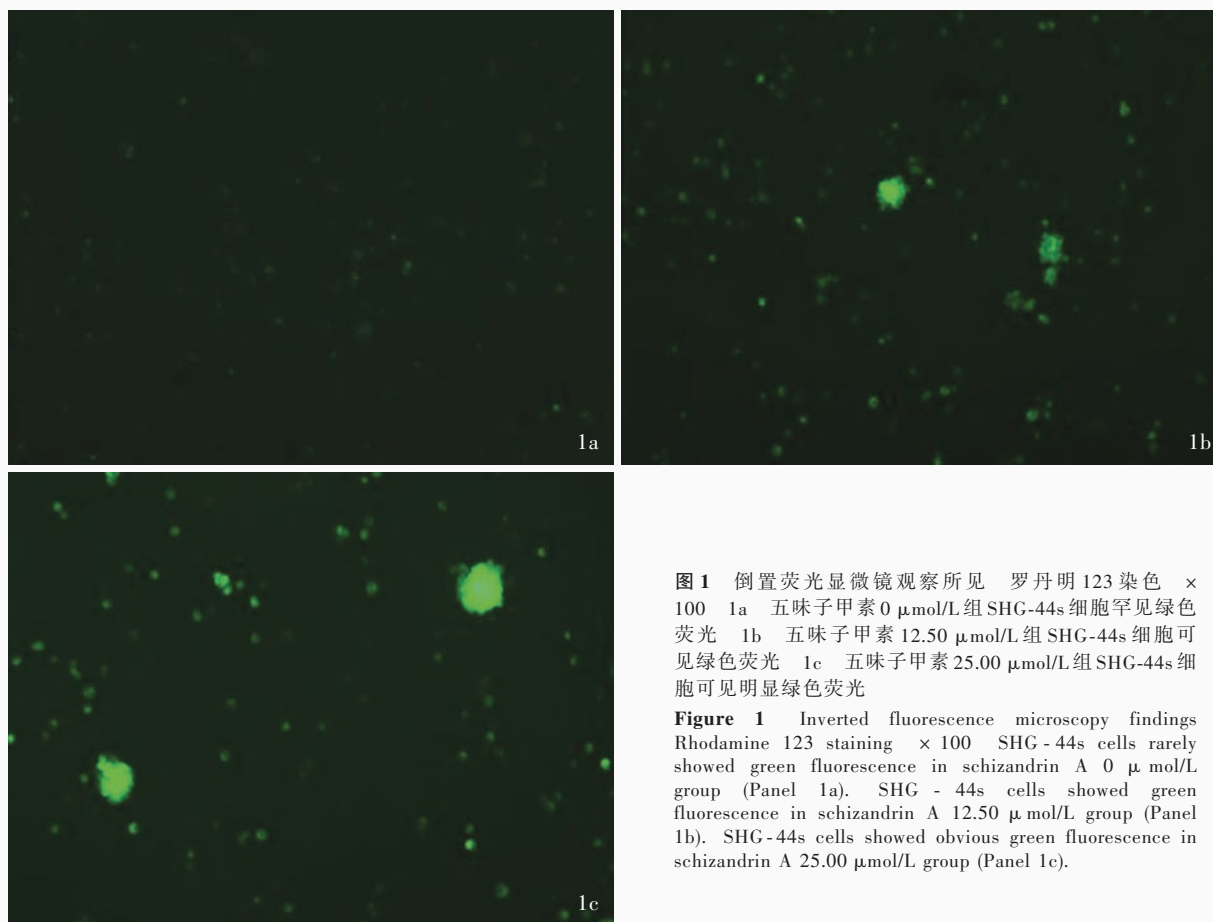 1a
1b
1c
图 1 倒置荧光显微镜观察所见 罗丹明 123 染色 ×
100 1a 五味子甲素 0 μmol/L 组 SHG-44s 细胞罕见绿色
荧光 1b 五味子甲素 12.50 μmol/L 组 SHG-44s 细胞可
见绿色荧光 1c 五味子甲素 25.00 μmol/L 组 SHG-44s 细
胞可见明显绿色荧光
Figure 1 Inverted fluorescence microscopy findings
Rhodamine 123 staining × 100 SHG - 44s cells rarely
showed green fluorescence in schizandrin A 0 μ mol/L
group (Panel 1a). SHG - 44s cells showed green
fluorescence in schizandrin A 12.50 μ mol/L group (Panel
1b). SHG - 44s cells showed obvious green fluorescence in
schizandrin A 25.00 μmol/L group (Panel 1c).